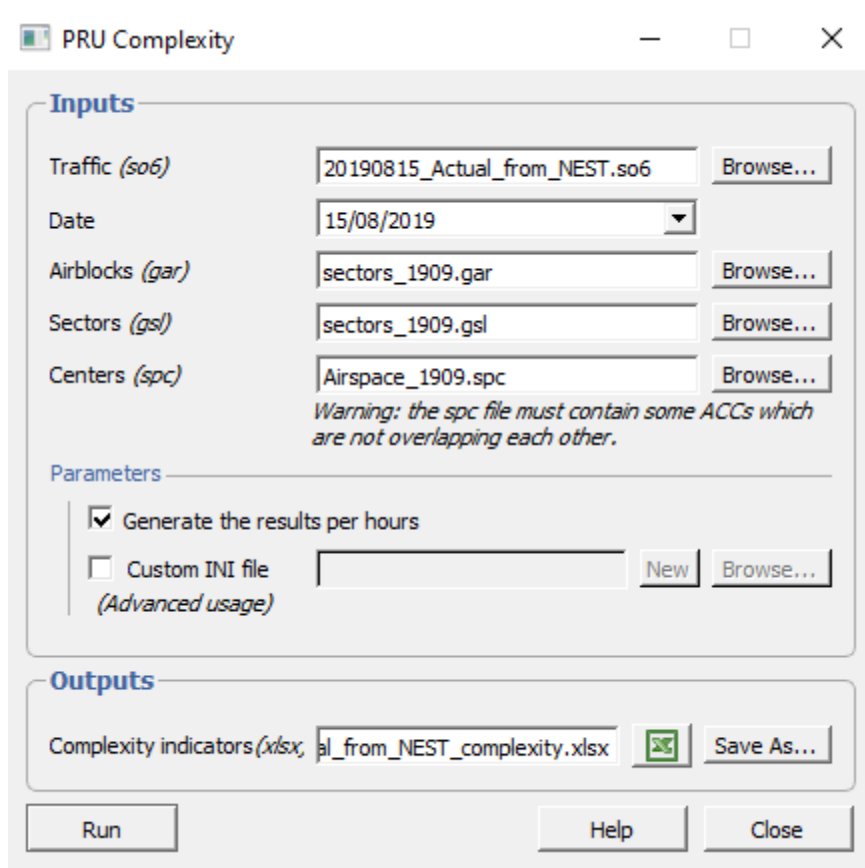 PRU Complexity
Inputs
Traffic (so6) 20190815_Actual_from_NEST.so6 Browse...
Date 15/08/2019
Airblocks (gar) sectors_1909.gar Browse...
Sectors (gsl) sectors_1909.gsl Browse...
Centers (spc) Airspace_1909.spc Browse...
Warning: the spc file must contain some ACCs which
are not overlapping each other.
Parameters
Generate the results per hours
Custom INI file New Browse...
(Advanced usage)
Outputs
Complexity indicators(xlsx, al_from_NEST_complexity.xlsx Save As...
Run Help Close